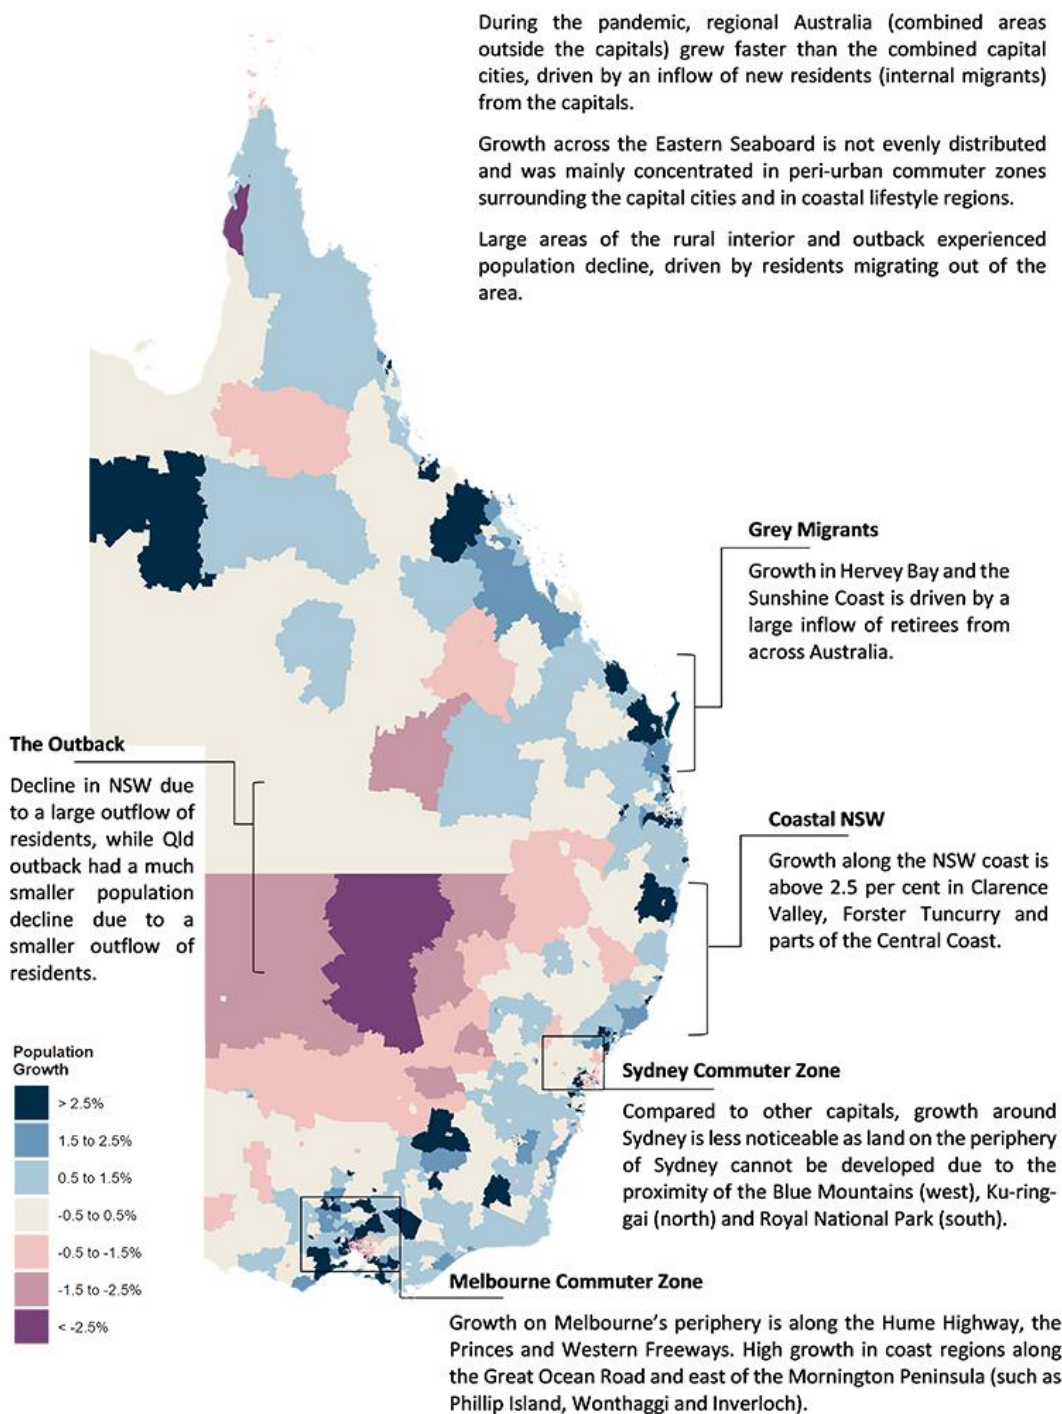 During the pandemic, regional Australia (combined areas
outside the capitals) grew faster than the combined capital
cities, driven by an inflow of new residents (internal migrants)
from the capitals.
Growth across the Eastern Seaboard is not evenly distributed
and was mainly concentrated in peri-urban commuter zones
surrounding the capital cities and in coastal lifestyle regions.
Large areas of the rural interior and outback experienced
population decline, driven by residents migrating out of the
area.
Grey Migrants
Growth in Hervey Bay and the
Sunshine Coast is driven by a
large inflow of retirees from
across Australia.
The Outback
Decline in NSW due
to a large outflow of
residents, while Qld
outback had a much
smaller population
decline due to a
smaller outflow of
residents.
Coastal NSW
Growth along the NSW coast is
above 2.5 per cent in Clarence
Valley, Forster Tuncurry and
parts of the Central Coast.
Population
Growth
> 2.5%
1.5 to 2.5%
0.5 to 1.5%
-0.5 to 0.5%
-0.5 to -1.5%
-1.5 to -2.5%
< -2.5%
Sydney Commuter Zone
Compared to other capitals, growth around
Sydney is less noticeable as land on the periphery
of Sydney cannot be developed due to the
proximity of the Blue Mountains (west), Ku-ring-
gai (north) and Royal National Park (south).
Melbourne Commuter Zone
Growth on Melbourne's periphery is along the Hume Highway, the
Princes and Western Freeways. High growth in coast regions along
the Great Ocean Road and east of the Mornington Peninsula (such as
Phillip Island, Wonthaggi and Inverloch).